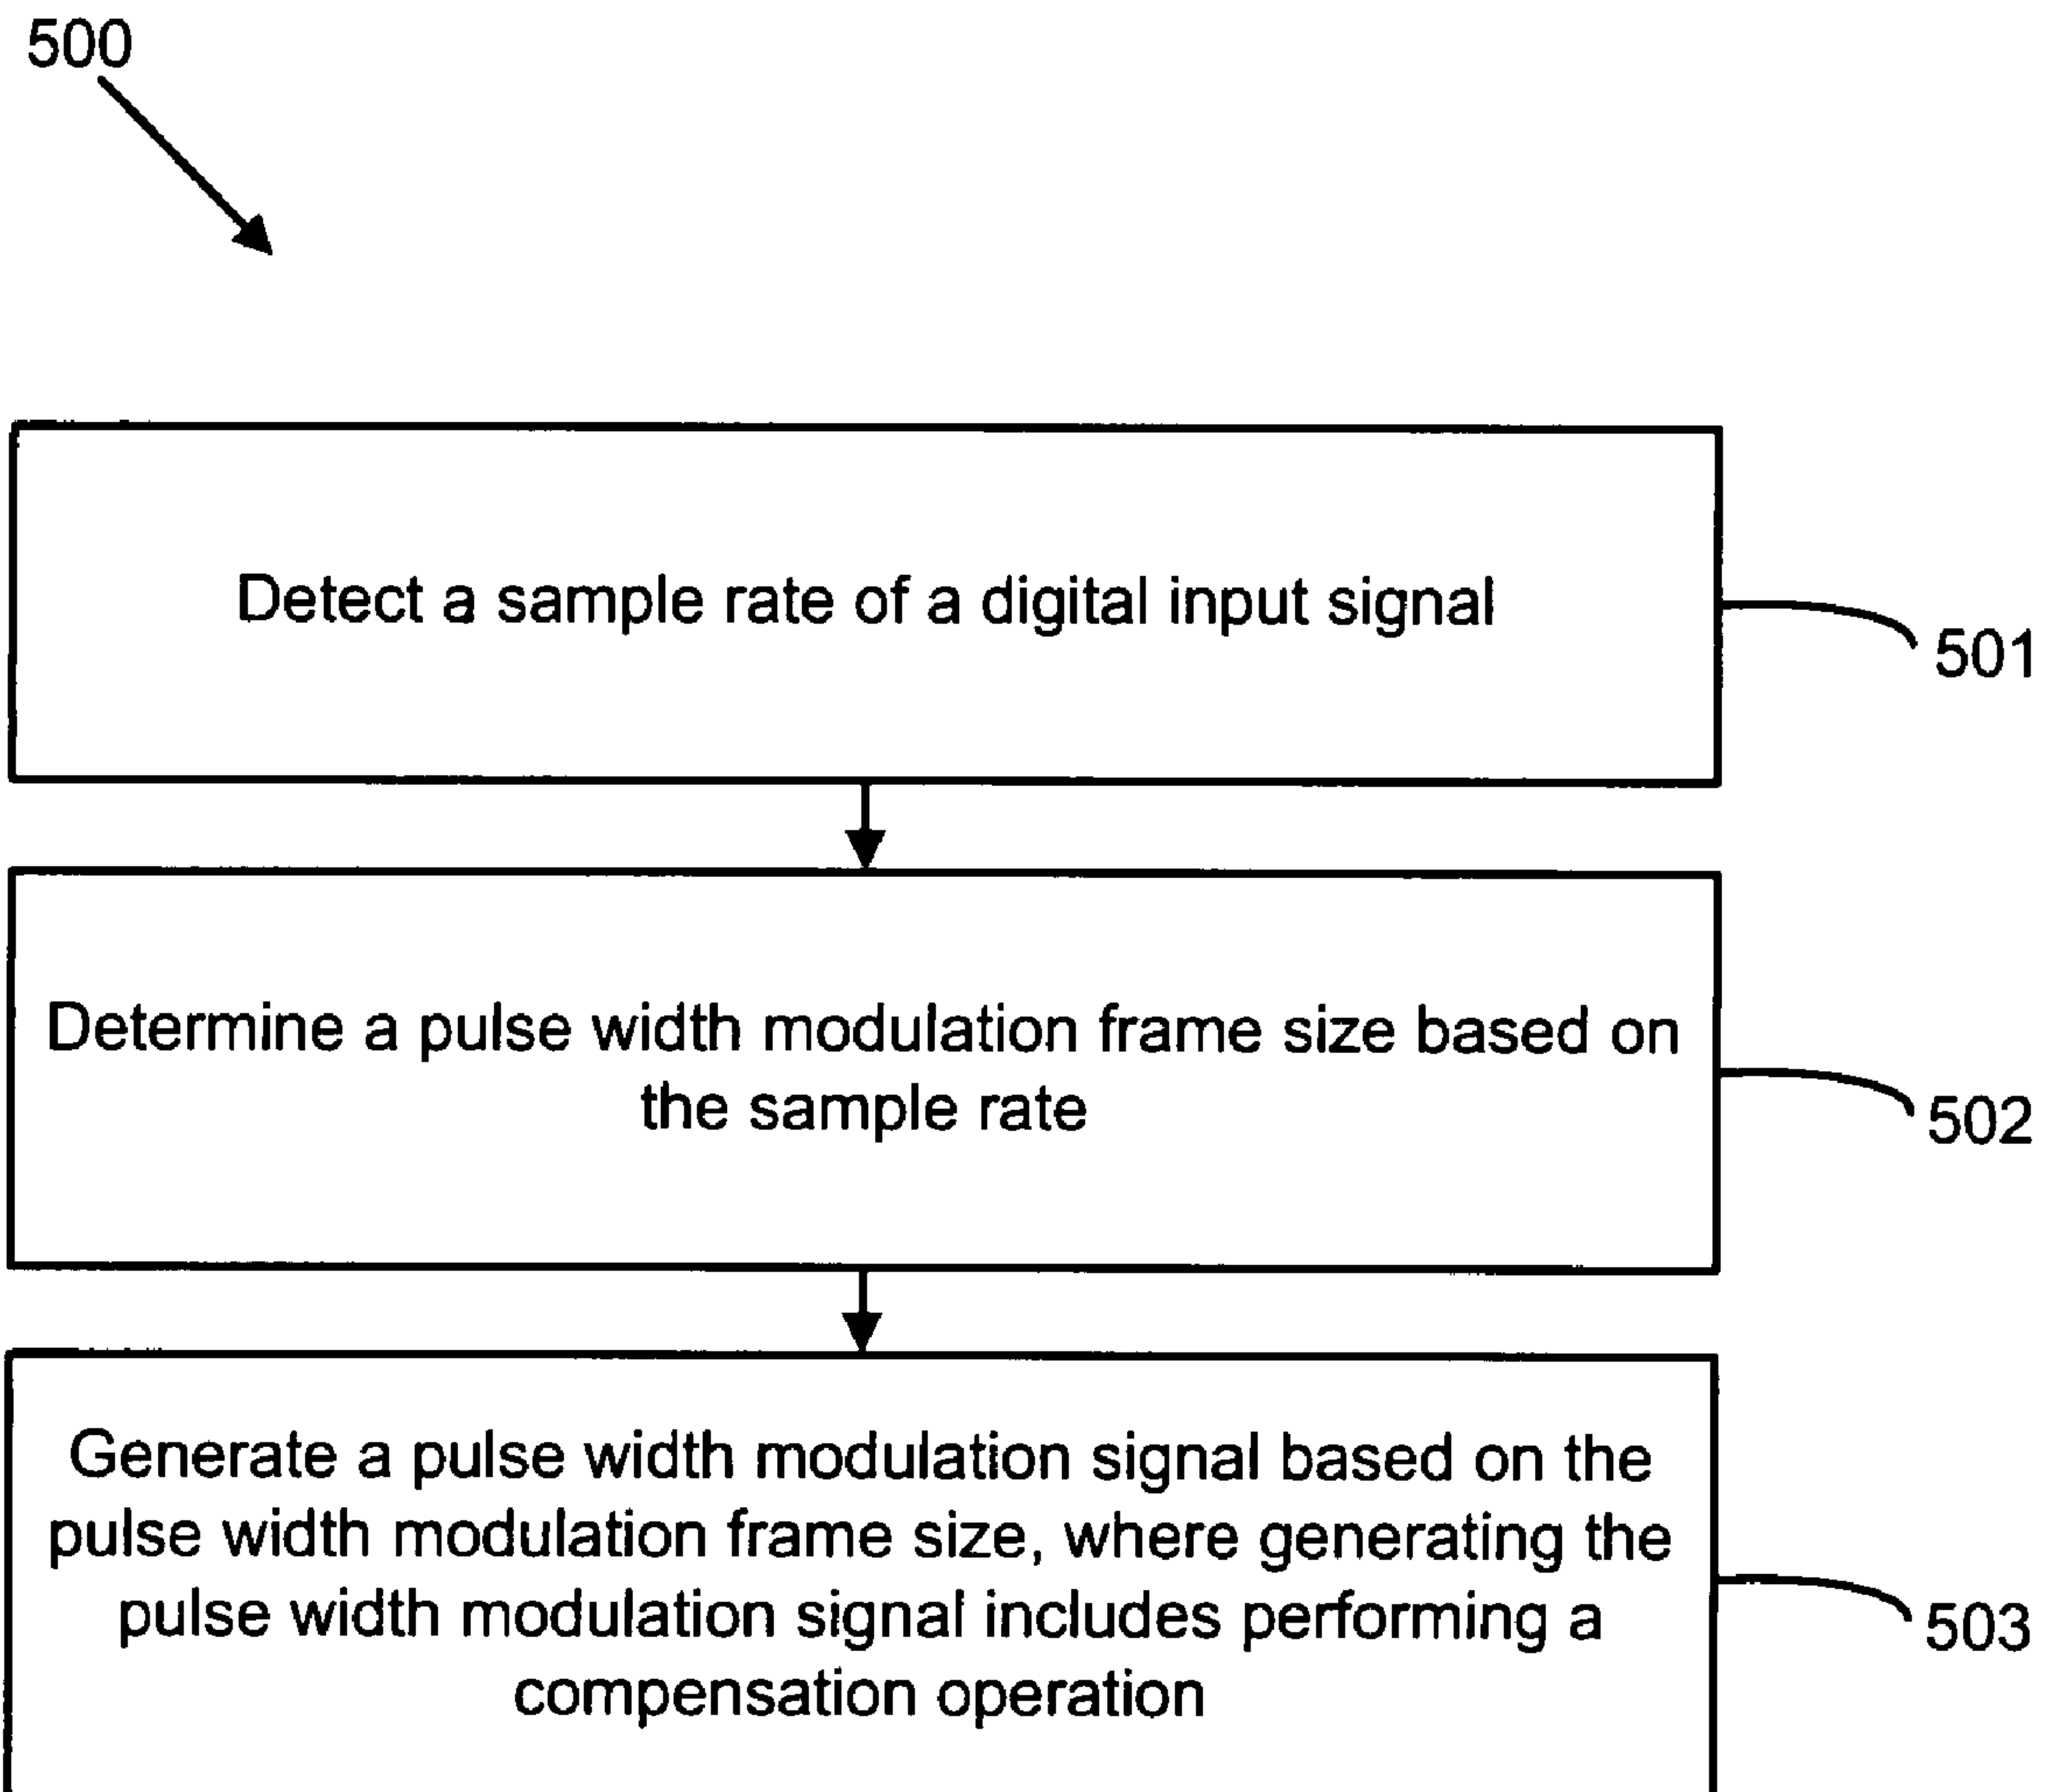 500
Detect a sample rate of a digital input signal
501
Determine a pulse width modulation frame size based on
the sample rate
502
Generate a pulse width modulation signal based on the
pulse width modulation frame size, where generating the
pulse width modulation signal includes performing a
compensation operation
503